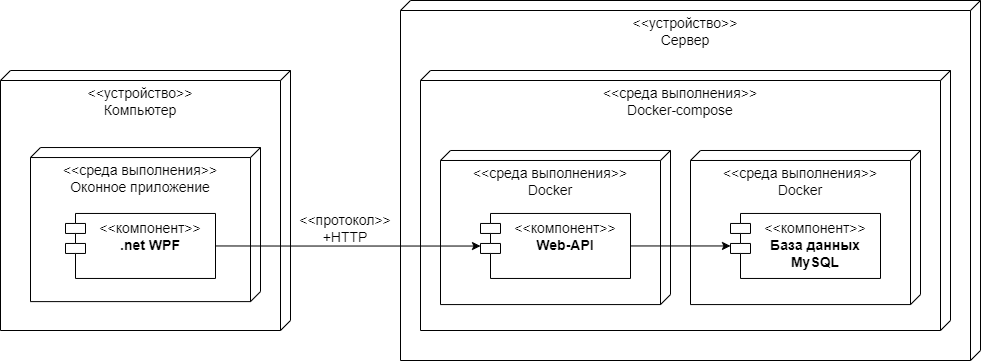 <<устройство>>
Сервер
<<устройство>>
Компьютер
<<среда выполнения>>
Docker-compose
<<среда выполнения>>
Оконное приложение
<<среда выполнения>>
Docker
<<среда выполнения>>
Docker
<<компонент>>
.net WPF
<<протокол>>
+HTTP
<<компонент>>
Web-API
<<компонент>>
База данных
MySQL